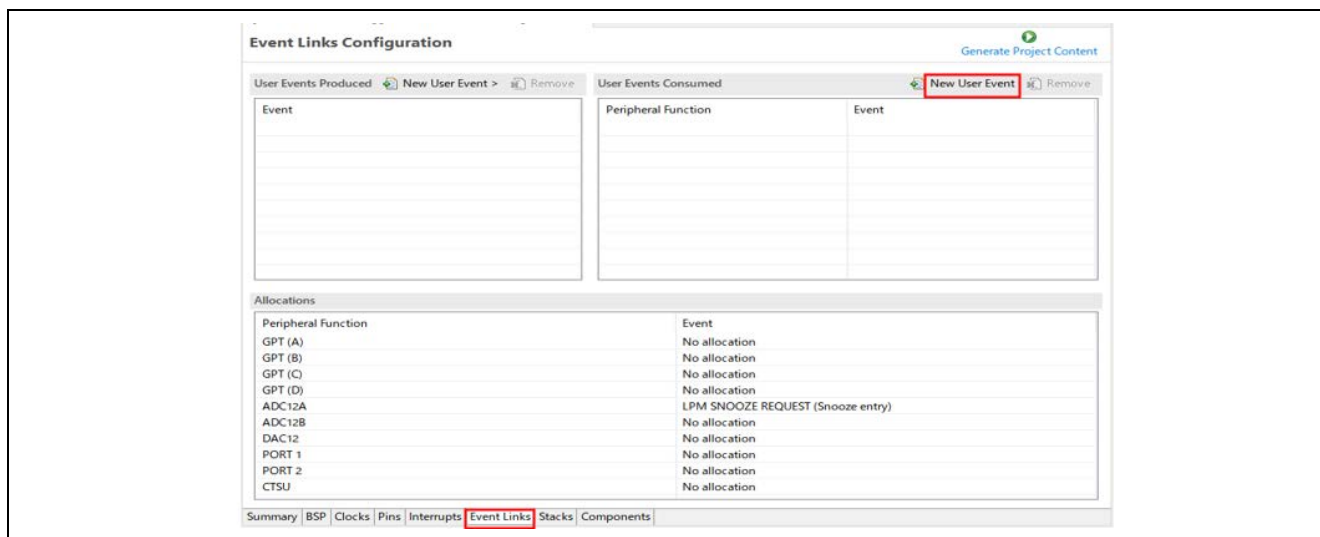 Event Links Configuration
Generate Project Content
User Events Produced New User Event > Remove User Events Consumed New User Event Remove
Event Peripheral Function Event
Allocations
Peripheral Function Event
GPT (A) No allocation
GPT (B) No allocation
GPT (C) No allocation
GPT (D) No allocation
ADC12A LPM SNOOZE REQUEST (Snooze entry)
ADC12B No allocation
DAC12 No allocation
PORT 1 No allocation
PORT 2 No allocation
CTSU No allocation
Summary BSP Clocks Pins Interrupts Event Links Stacks Components